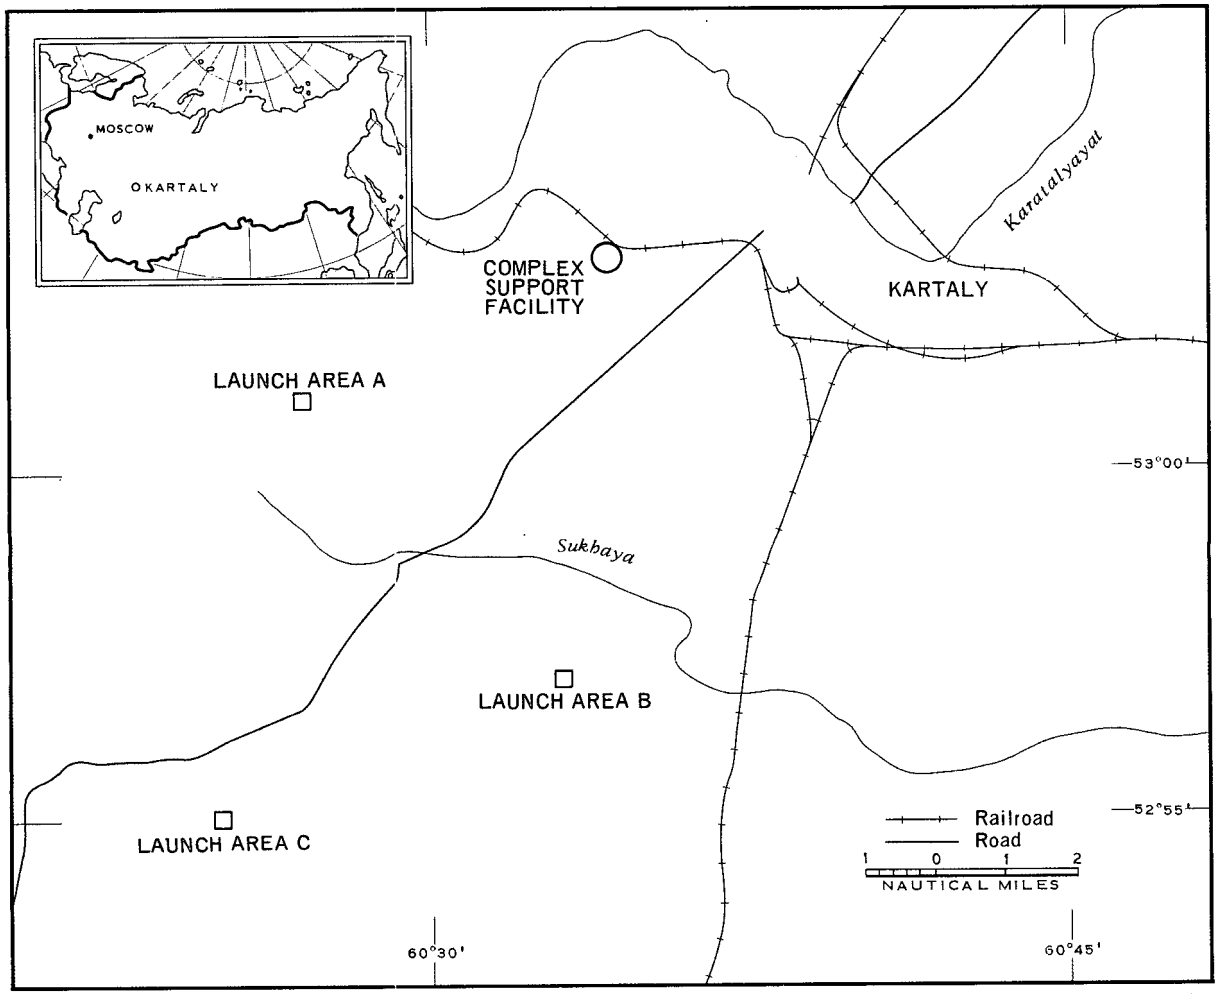 MOSCOW
KARTALY
Karatalyayat
COMPLEX
SUPPORT
FACILITY
KARTALY
LAUNCH AREA A
53°00'
Sukhaya
LAUNCH AREA B
52°55'
LAUNCH AREA C
Railroad
Road
1 0 1 2
NAUTICAL MILES
60°30'
60°45'